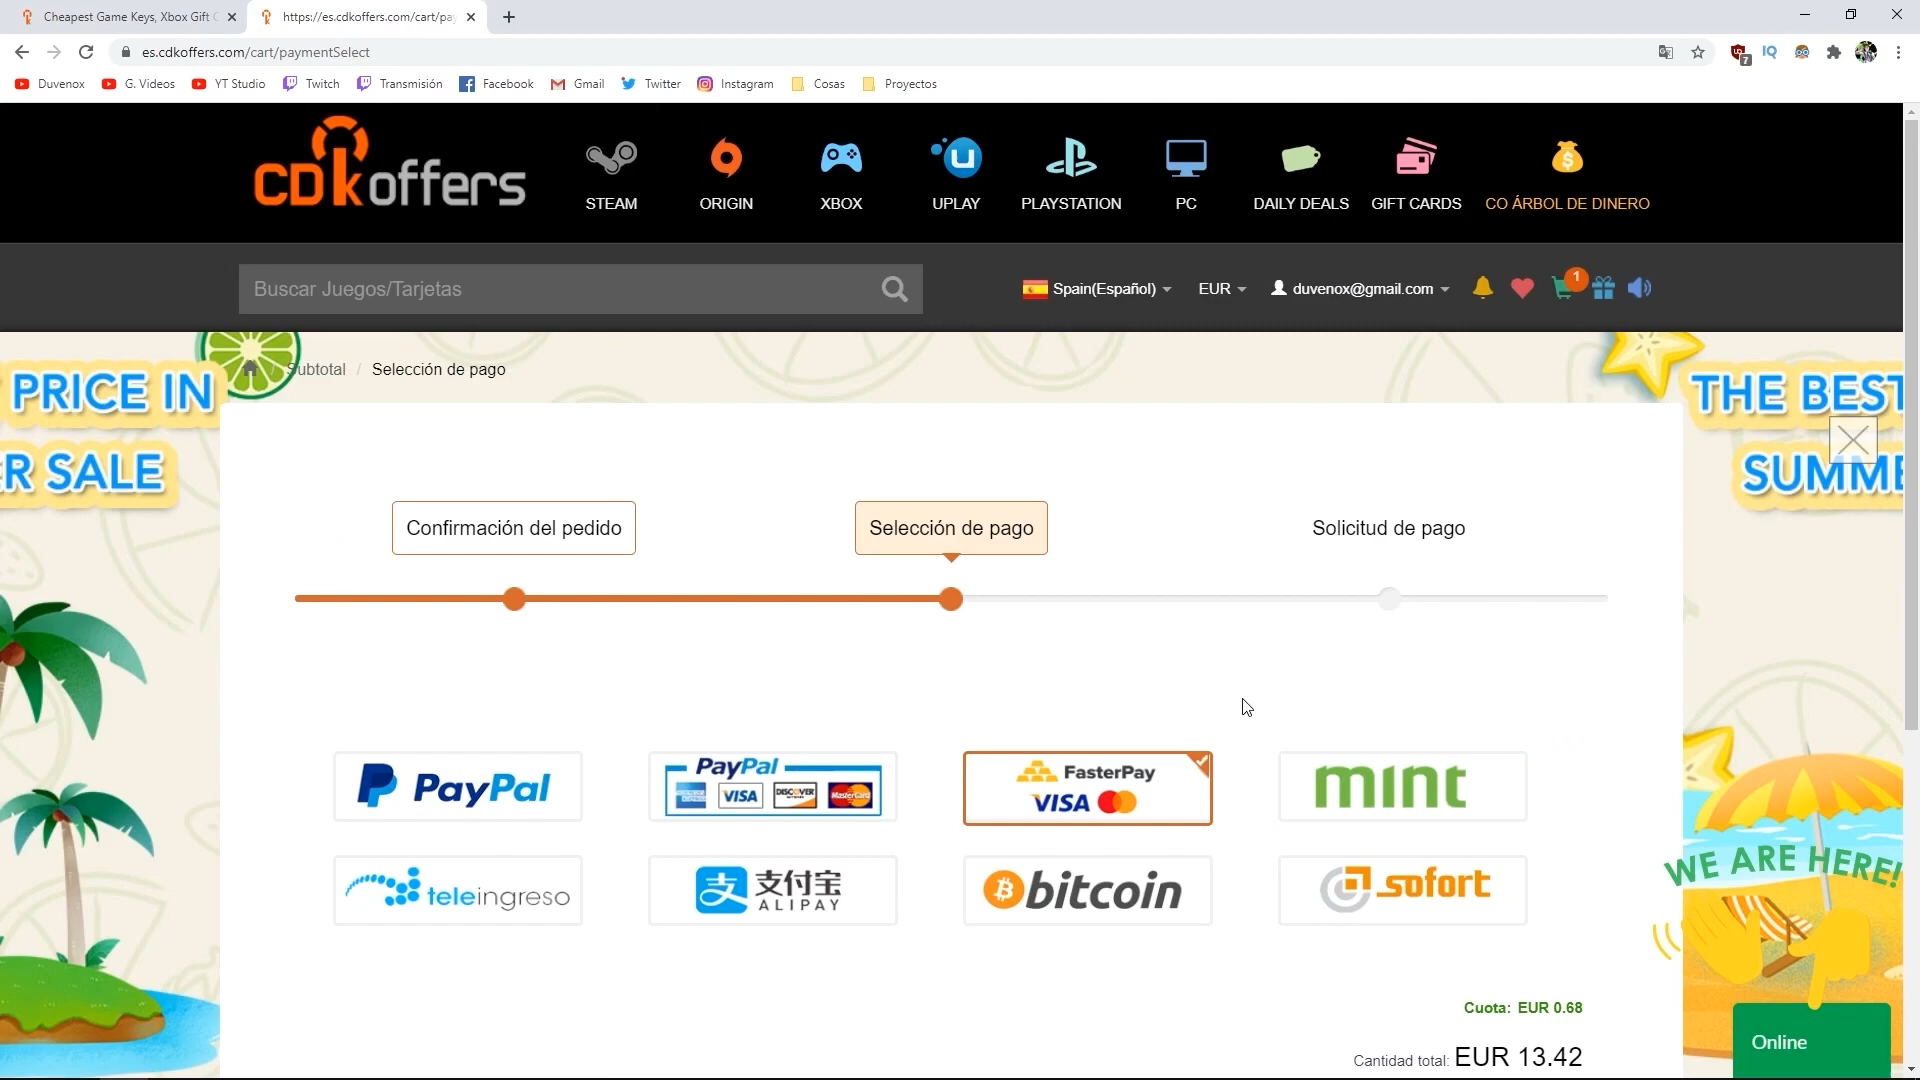 Cheapest Game Keys, Xbox Gift C
https://es.cdkoffers.com/cart/pay
es.cdkoffers.com/cart/paymentSelect
7
IQ
Duvenox
G. Videos
YT Studio
Twitch
Transmisión
Facebook
Gmail
Twitter
Instagram
Cosas
Proyectos
CDkoffers
STEAM
ORIGIN
XBOX
UPLAY
PLAYSTATION
PC
DAILY DEALS
GIFT CARDS
CO ÁRBOL DE DINERO
Buscar Juegos/Tarjetas
Spain(Español)
EUR
duvenox@gmail.com
1
/ Subtotal / Selección de pago
PRICE IN
R SALE
THE BEST
SUMME
Confirmación del pedido
Selección de pago
Solicitud de pago
PayPal
PayPal
VISA
DISCOVER
MasterCard
FasterPay
VISA
mint
teleingreso
支 支付宝
ALIPAY
bitcoin
sofort
WE ARE HERE!
Cuota: EUR 0.68
Cantidad total: EUR 13.42
Online